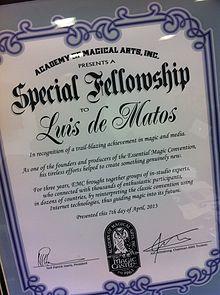 ACADEMY OF MAGICAL ARTS, INC.
PRESENTS A
Special Fellowship
TO
Luis de Matos
In recognition of a trail blazing achievement in magic and media.
As one of the founders and producers of the Essential Magic Convention,
his tireless efforts helped to create something genuinely new.
For three years, EMC brought together groups of in-studio experts,
who connected with thousands of enthusiastic participants,
in dozens of countries, by reinterpreting the classic convention using
Internet technologies, thus guiding magic into its future.
Presented this 7th day of April, 2013
MAGIC
CASTLE